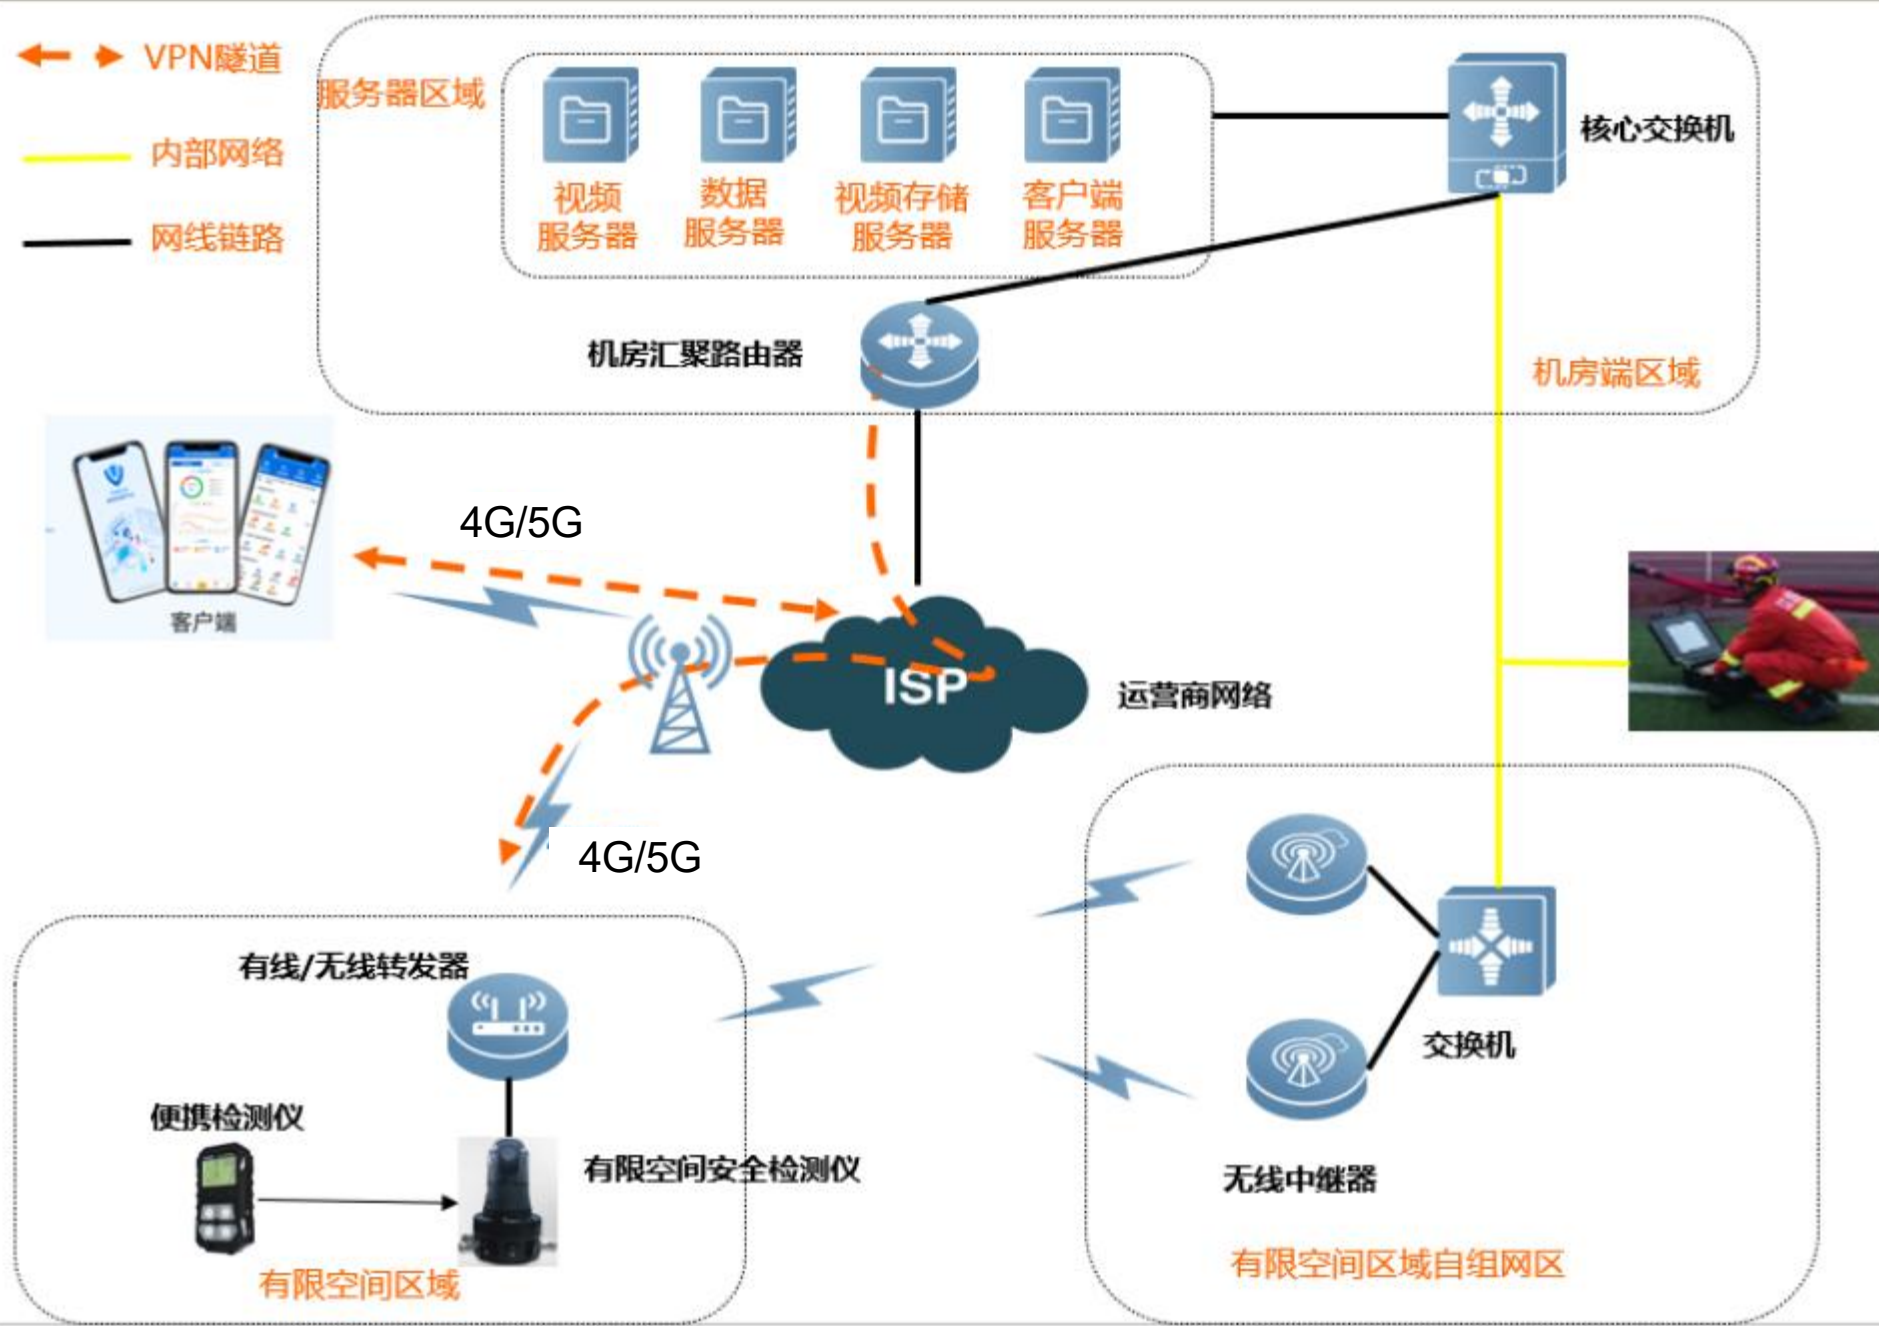 VPN隧道
内部网络
网线链路
服务器区域
视频
服务器
数据
服务器
视频存储
服务器
客户端
服务器
核心交换机
机房汇聚路由器
机房端区域
客户端
4G/5G
ISP
运营商网络
4G/5G
有线/无线转发器
便携检测仪
有限空间安全检测仪
有限空间区域
交换机
无线中继器
有限空间区域自组网区